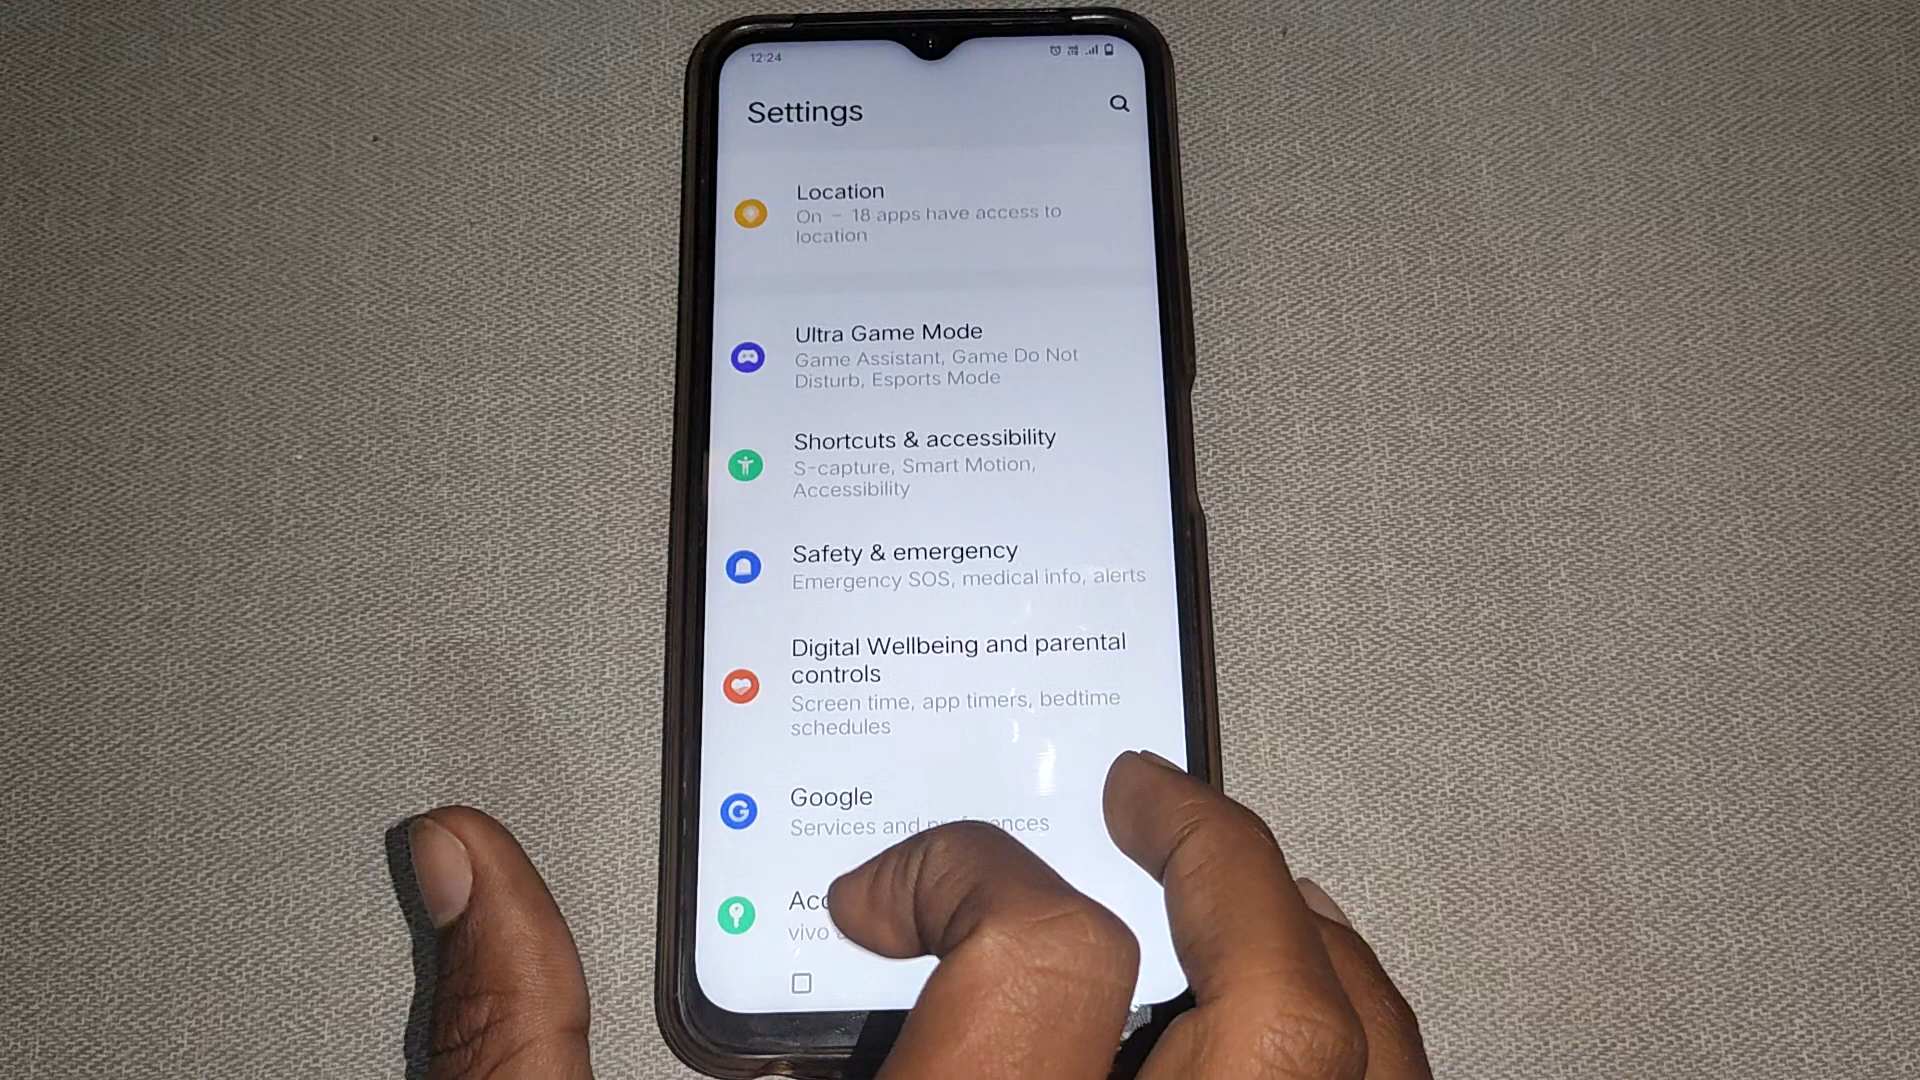 12:24
Settings
Location
On – 18 apps have access to
location
Ultra Game Mode
Game Assistant, Game Do Not
Disturb, Esports Mode
Shortcuts & accessibility
S-capture, Smart Motion,
Accessibility
Safety & emergency
Emergency SOS, medical info, alerts
Digital Wellbeing and parental
controls
Screen time, app timers, bedtime
schedules
Google
Services and
vivo